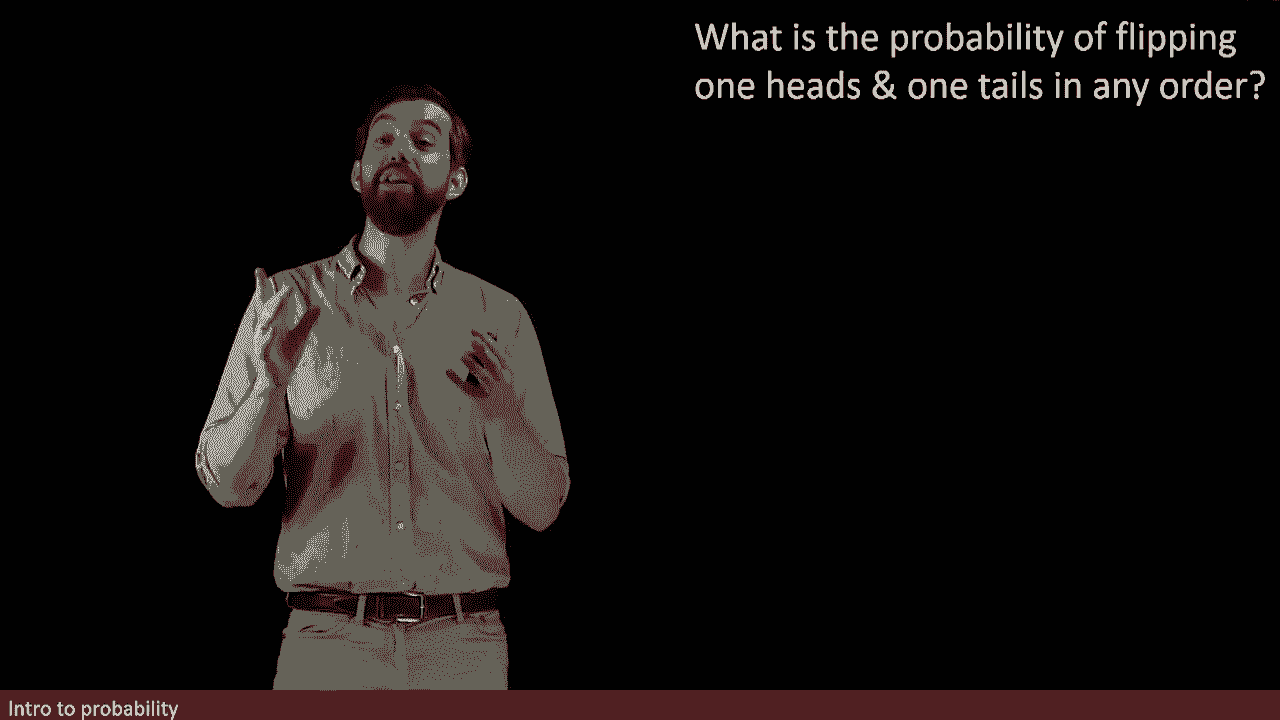 What is the probability of flipping
one heads & one tails in any order?
Intro to probability